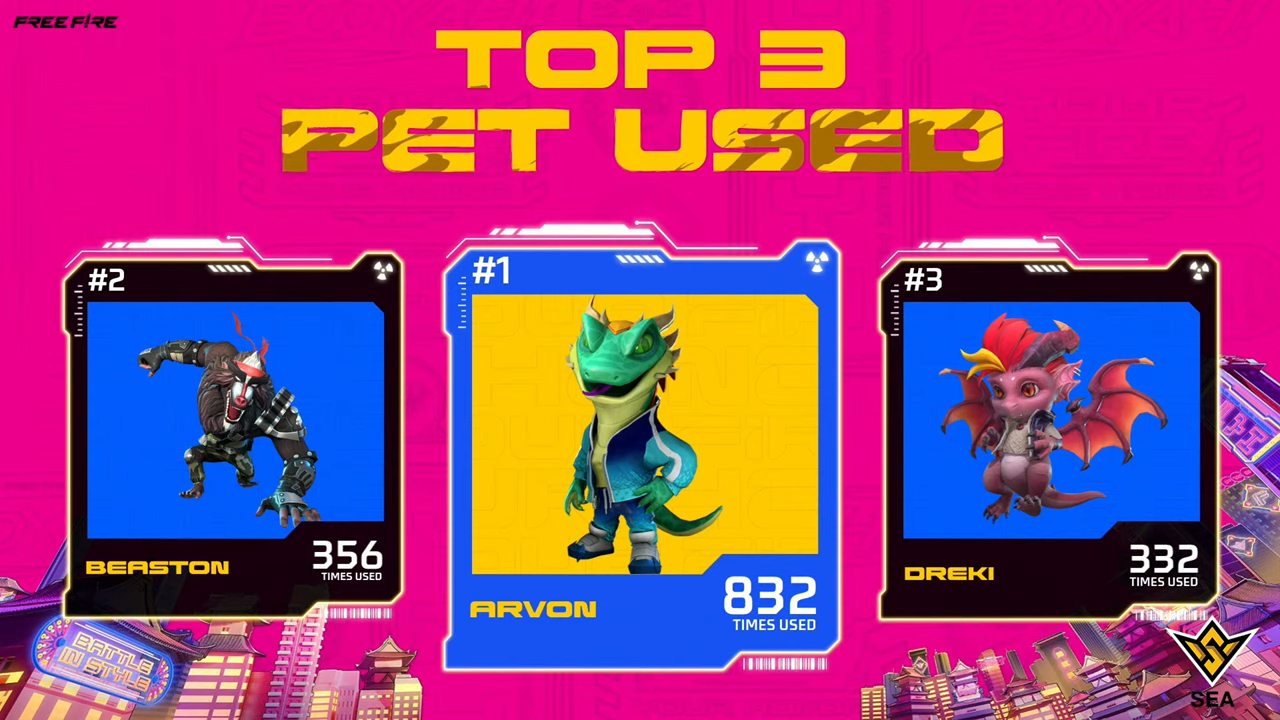 FREE FIRE
TOP 3
PET USED
#2
BEASTON
356
TIMES USED
#1
ARVON
832
TIMES USED
#3
DREKI
332
TIMES USED
BATTLE
IN STYLE
SEA